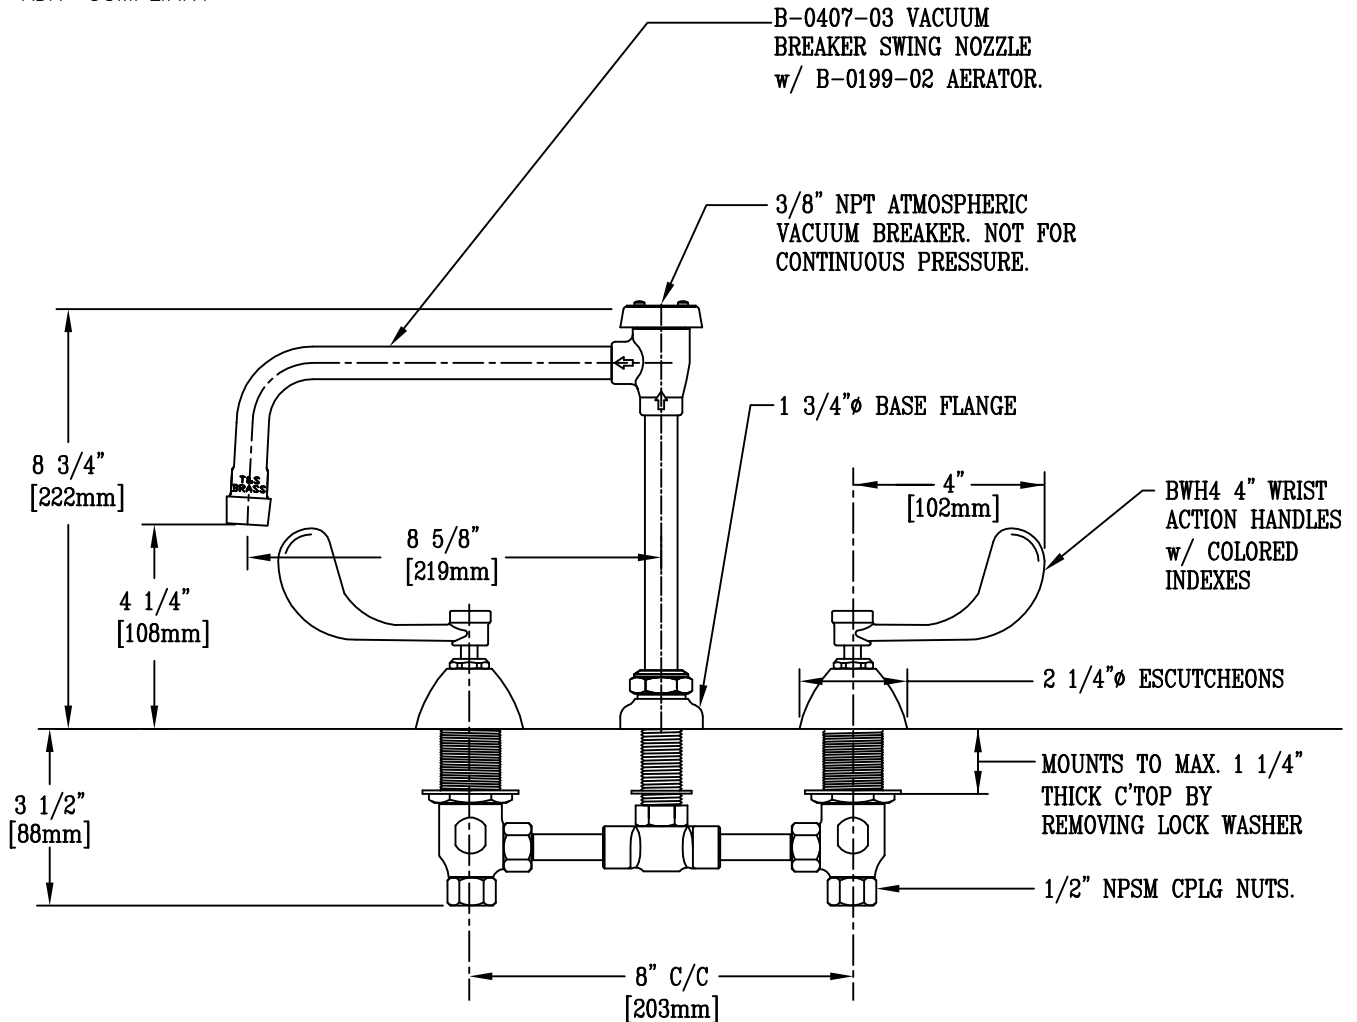 B-0407-03 VACUUM
BREAKER SWING NOZZLE
w/ B-0199-02 AERATOR.
3/8" NPT ATMOSPHERIC
VACUUM BREAKER. NOT FOR
CONTINUOUS PRESSURE.
1 3/4"ø BASE FLANGE
8 3/4"
[222mm]
T&S
BRASS
4"
[102mm]
BWH4 4" WRIST
ACTION HANDLES
w/ COLORED
INDEXES
8 5/8"
[219mm]
4 1/4"
[108mm]
2 1/4"ø ESCUTCHEONS
MOUNTS TO MAX. 1 1/4"
THICK C'TOP BY
REMOVING LOCK WASHER
3 1/2"
[88mm]
1/2" NPSM CPLG NUTS.
8" C/C
[203mm]